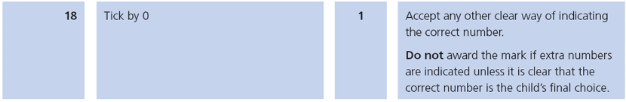 18 Tick by 0 1 Accept any other clear way of indicating
the correct number.
Do not award the mark if extra numbers
are indicated unless it is clear that the
correct number is the child's final choice.